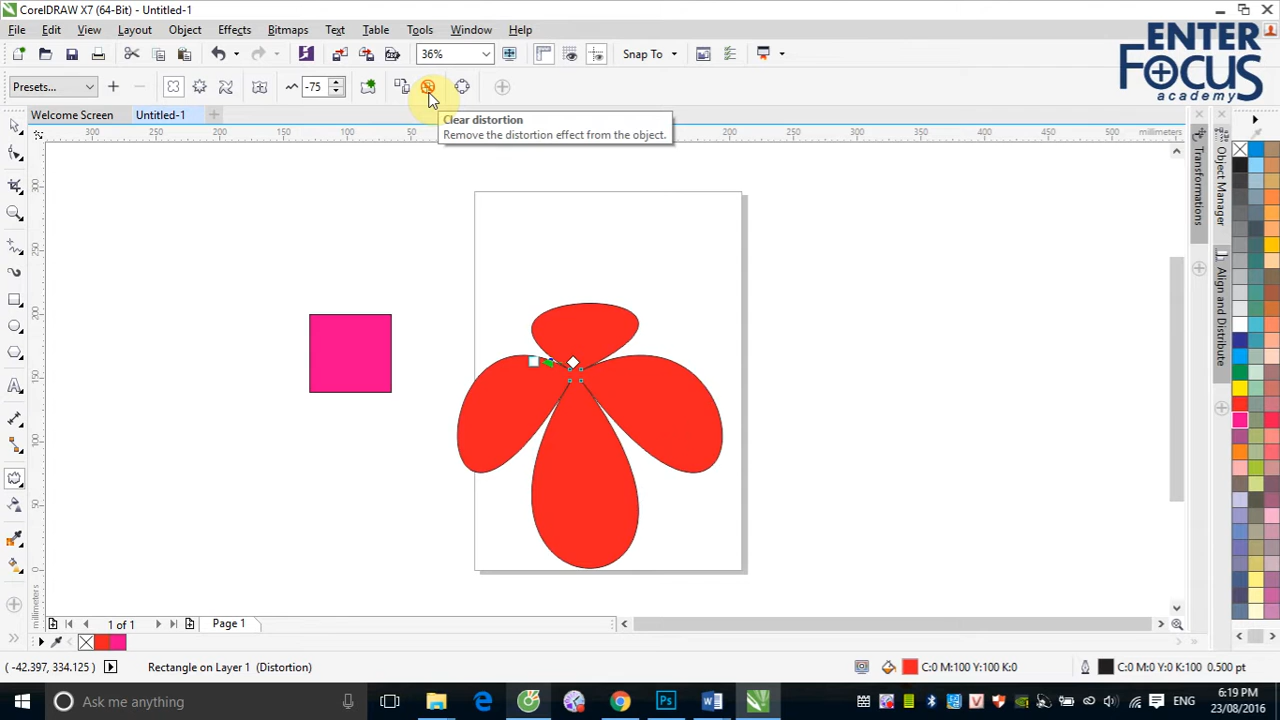 CorelDRAW X7 (64-Bit) - Untitled-1
File Edit View Layout Object Effects Bitmaps Text Table Tools Window Help
ENTER
FOCUS
academy
36%
Snap To
Presets...
-75
Clear distortion
Remove the distortion effect from the object.
Welcome Screen
Untitled-1
300 250 200 150 100 50 200 250 300 350 400 450 500 millimeters
Transformations
Object Manager
Align and Distribute
millimeters
1 of 1
Page 1
( -42.397, 334.125 )
Rectangle on Layer 1 (Distortion)
C:0 M:100 Y:100 K:0
C:0 M:0 Y:0 K:100 0.500 pt
Ask me anything
ENG
6:19 PM
23/08/2016